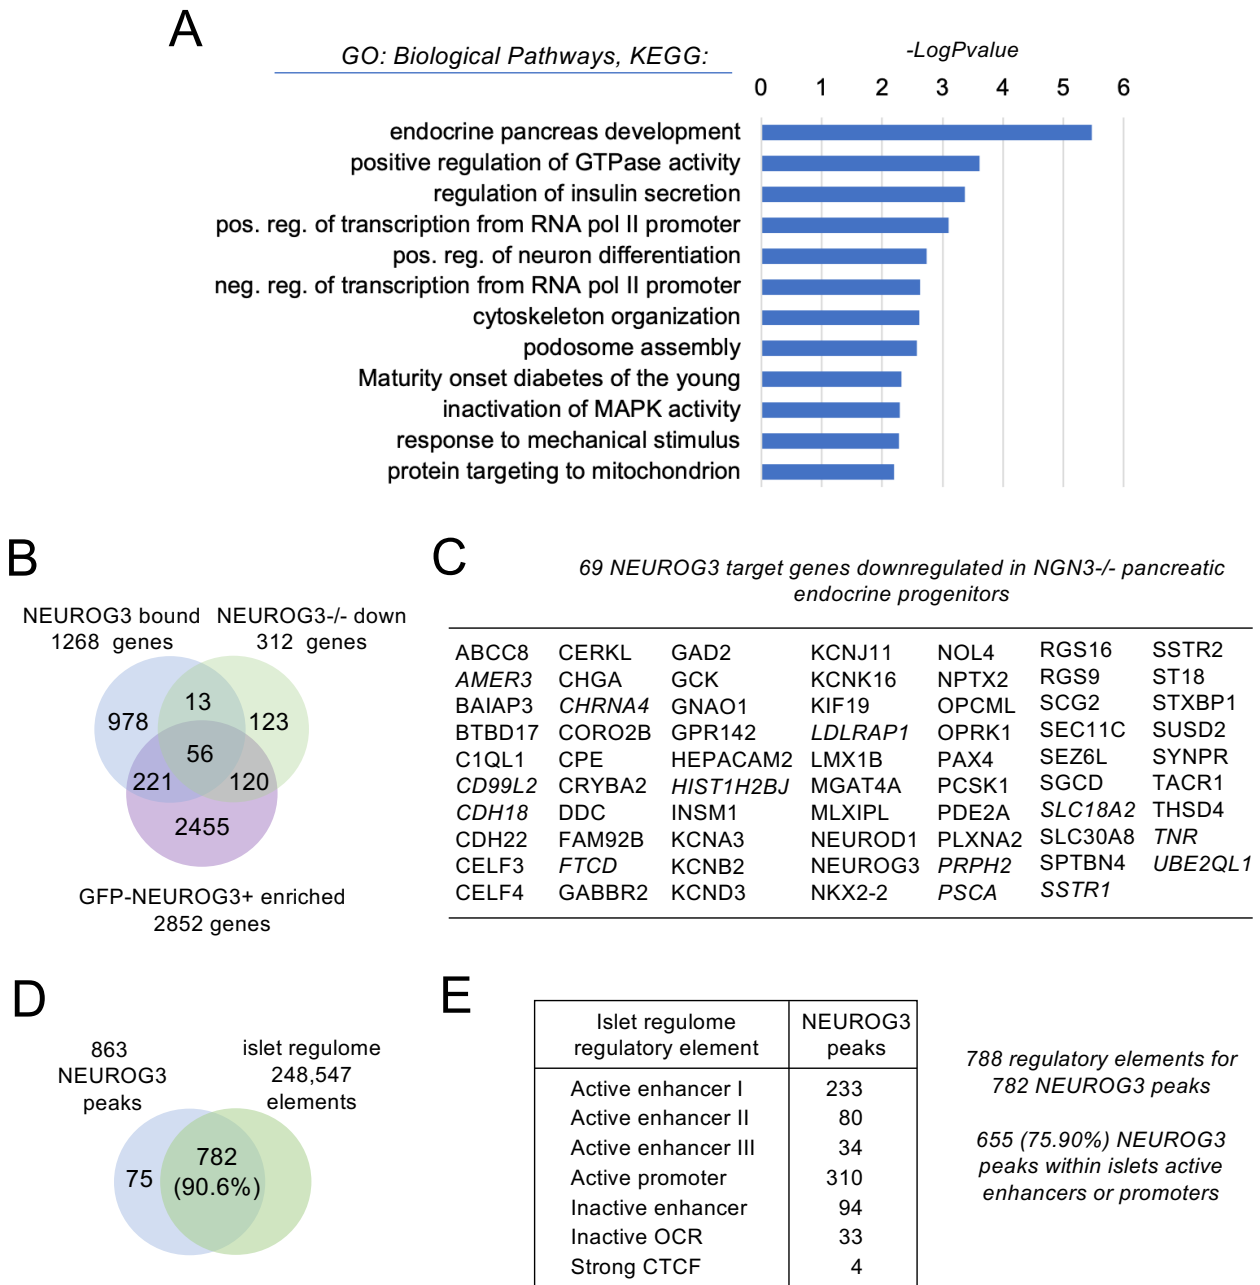 A
GO: Biological Pathways, KEGG:
-LogPvalue
0 1 2 3 4 5 6
endocrine pancreas development
positive regulation of GTPase activity
regulation of insulin secretion
pos. reg. of transcription from RNA pol II promoter
pos. reg. of neuron differentiation
neg. reg. of transcription from RNA pol II promoter
cytoskeleton organization
podosome assembly
Maturity onset diabetes of the young
inactivation of MAPK activity
response to mechanical stimulus
protein targeting to mitochondrion
B
NEUROG3 bound
1268 genes
NEUROG3-/- down
312 genes
13
978
123
56
221
120
2455
GFP-NEUROG3+ enriched
2852 genes
C
69 NEUROG3 target genes downregulated in NGN3-/- pancreatic
endocrine progenitors
ABCC8 CERKL GAD2 KCNJ11 NOL4 RGS16 SSTR2
AMER3 CHGA GCK KCNK16 NPTX2 RGS9 ST18
BAIAP3 CHRNA4 GNAO1 KIF19 OPCML SCG2 STXBP1
BTBD17 CORO2B GPR142 LDLRAP1 OPRK1 SEC11C SUSD2
C1QL1 CPE HEPACAM2 LMX1B PAX4 SEZ6L SYNPR
CD99L2 CRYBA2 HIST1H2BJ MGAT4A PCSK1 SGCD TACR1
CDH18 DDC INSM1 MLXIPL PDE2A SLC18A2 THSD4
CDH22 FAM92B KCNA3 NEUROD1 PLXNA2 SLC30A8 TNR
CELF3 FTCD KCNB2 NEUROG3 PRPH2 SPTBN4 UBE2QL1
CELF4 GABBR2 KCND3 NKX2-2 PSCA SSTR1
D
863
NEUROG3
peaks
islet regulome
248,547
elements
75
782
(90.6%)
E
Islet regulome
regulatory element
NEUROG3
peaks
Active enhancer I 233
Active enhancer II 80
Active enhancer III 34
Active promoter 310
Inactive enhancer 94
Inactive OCR 33
Strong CTCF 4
788 regulatory elements for
782 NEUROG3 peaks
655 (75.90%) NEUROG3
peaks within islets active
enhancers or promoters